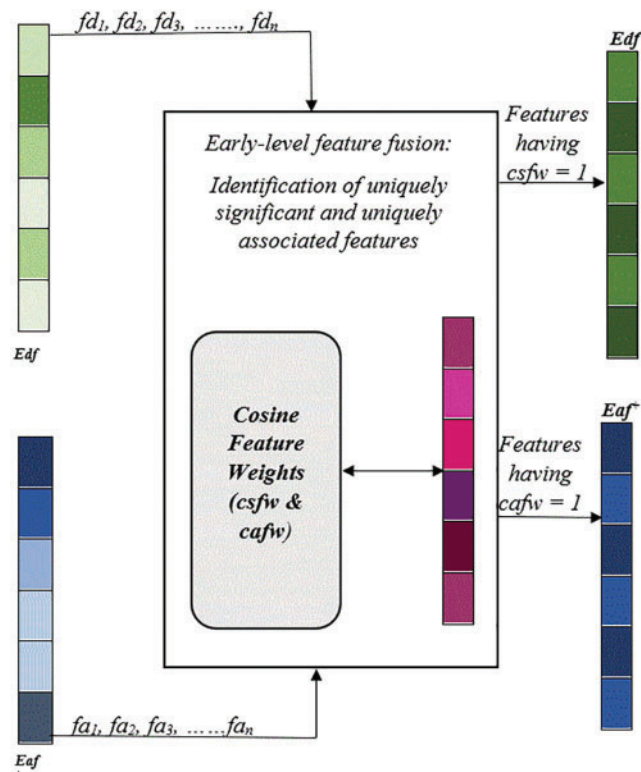 fd1, fd2, fd3, ……., fdn
Edf
Early-level feature fusion:
Identification of uniquely
significant and uniquely
associated features
Features
having
csfw = 1
Edf
Cosine
Feature
Weights
(csfw &
cafw)
Eaf+
Features
having
cafw = 1
fa1, fa2, fa3, ……fan
Eaf